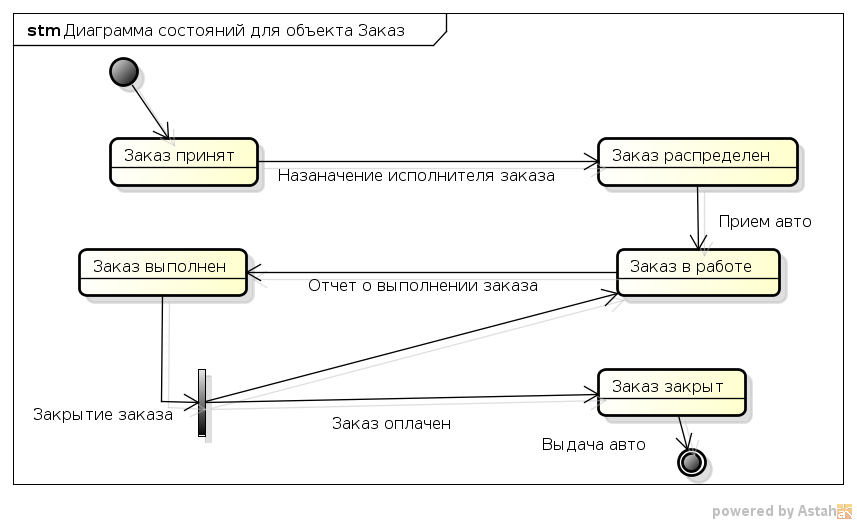 stm Диаграмма состояний для объекта Заказ
Заказ принят
Заказ распределен
Назаначение исполнителя заказа
Прием авто
Заказ выполнен
Заказ в работе
Отчет о выполнении заказа
Заказ закрыт
Закрытие заказа
Заказ оплачен
Выдача авто
powered by Astah